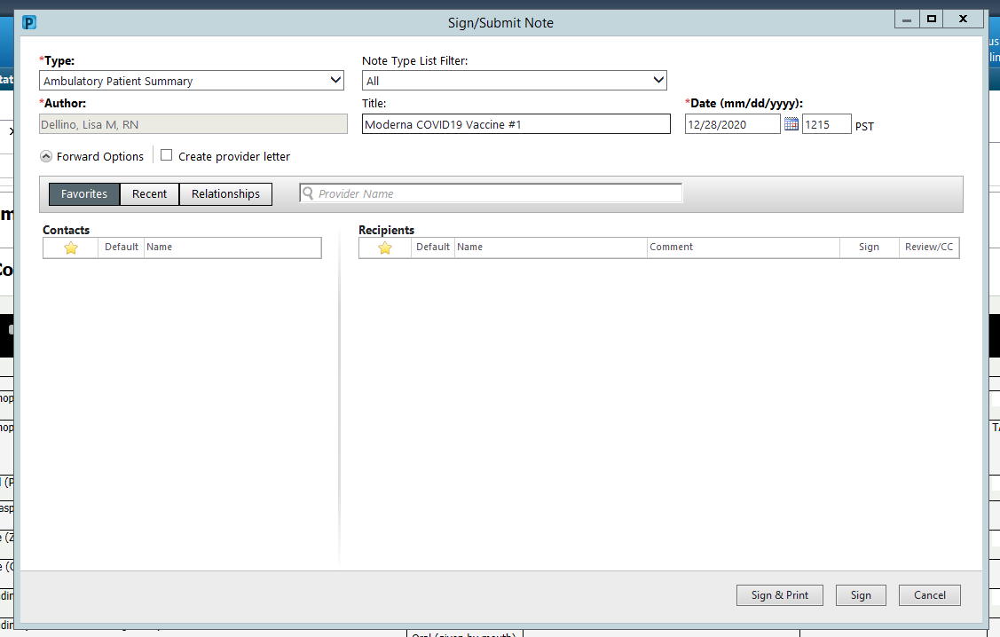 Sign/Submit Note
*Type:
Note Type List Filter:
Ambulatory Patient Summary
All
*Author:
Title:
*Date (mm/dd/yyyy):
Dellino, Lisa M, RN
Moderna COVID19 Vaccine #1
12/28/2020
1215
PST
Forward Options
Create provider letter
Favorites
Recent
Relationships
Provider Name
Contacts
Recipients
Default
Name
Default
Name
Comment
Sign
Review/CC
Sign & Print
Sign
Cancel
Oral (given by mouth)